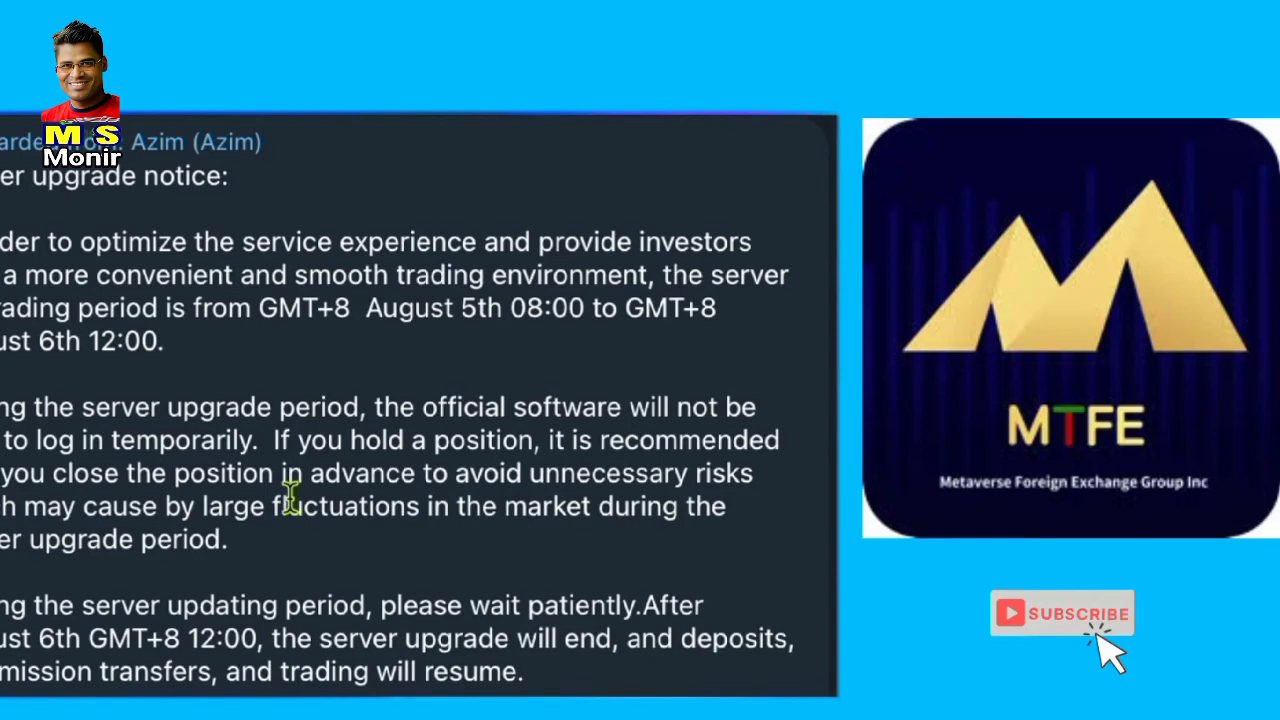 M S
Monir
arded from: Azim (Azim)
er upgrade notice:
der to optimize the service experience and provide investors
a more convenient and smooth trading environment, the server
rading period is from GMT+8 August 5th 08:00 to GMT+8
ust 6th 12:00.
ng the server upgrade period, the official software will not be
to log in temporarily. If you hold a position, it is recommended
you close the position in advance to avoid unnecessary risks
h may cause by large fluctuations in the market during the
er upgrade period.
ng the server updating period, please wait patiently.After
ust 6th GMT+8 12:00, the server upgrade will end, and deposits,
mission transfers, and trading will resume.
MTFE
Metaverse Foreign Exchange Group Inc
SUBSCRIBE